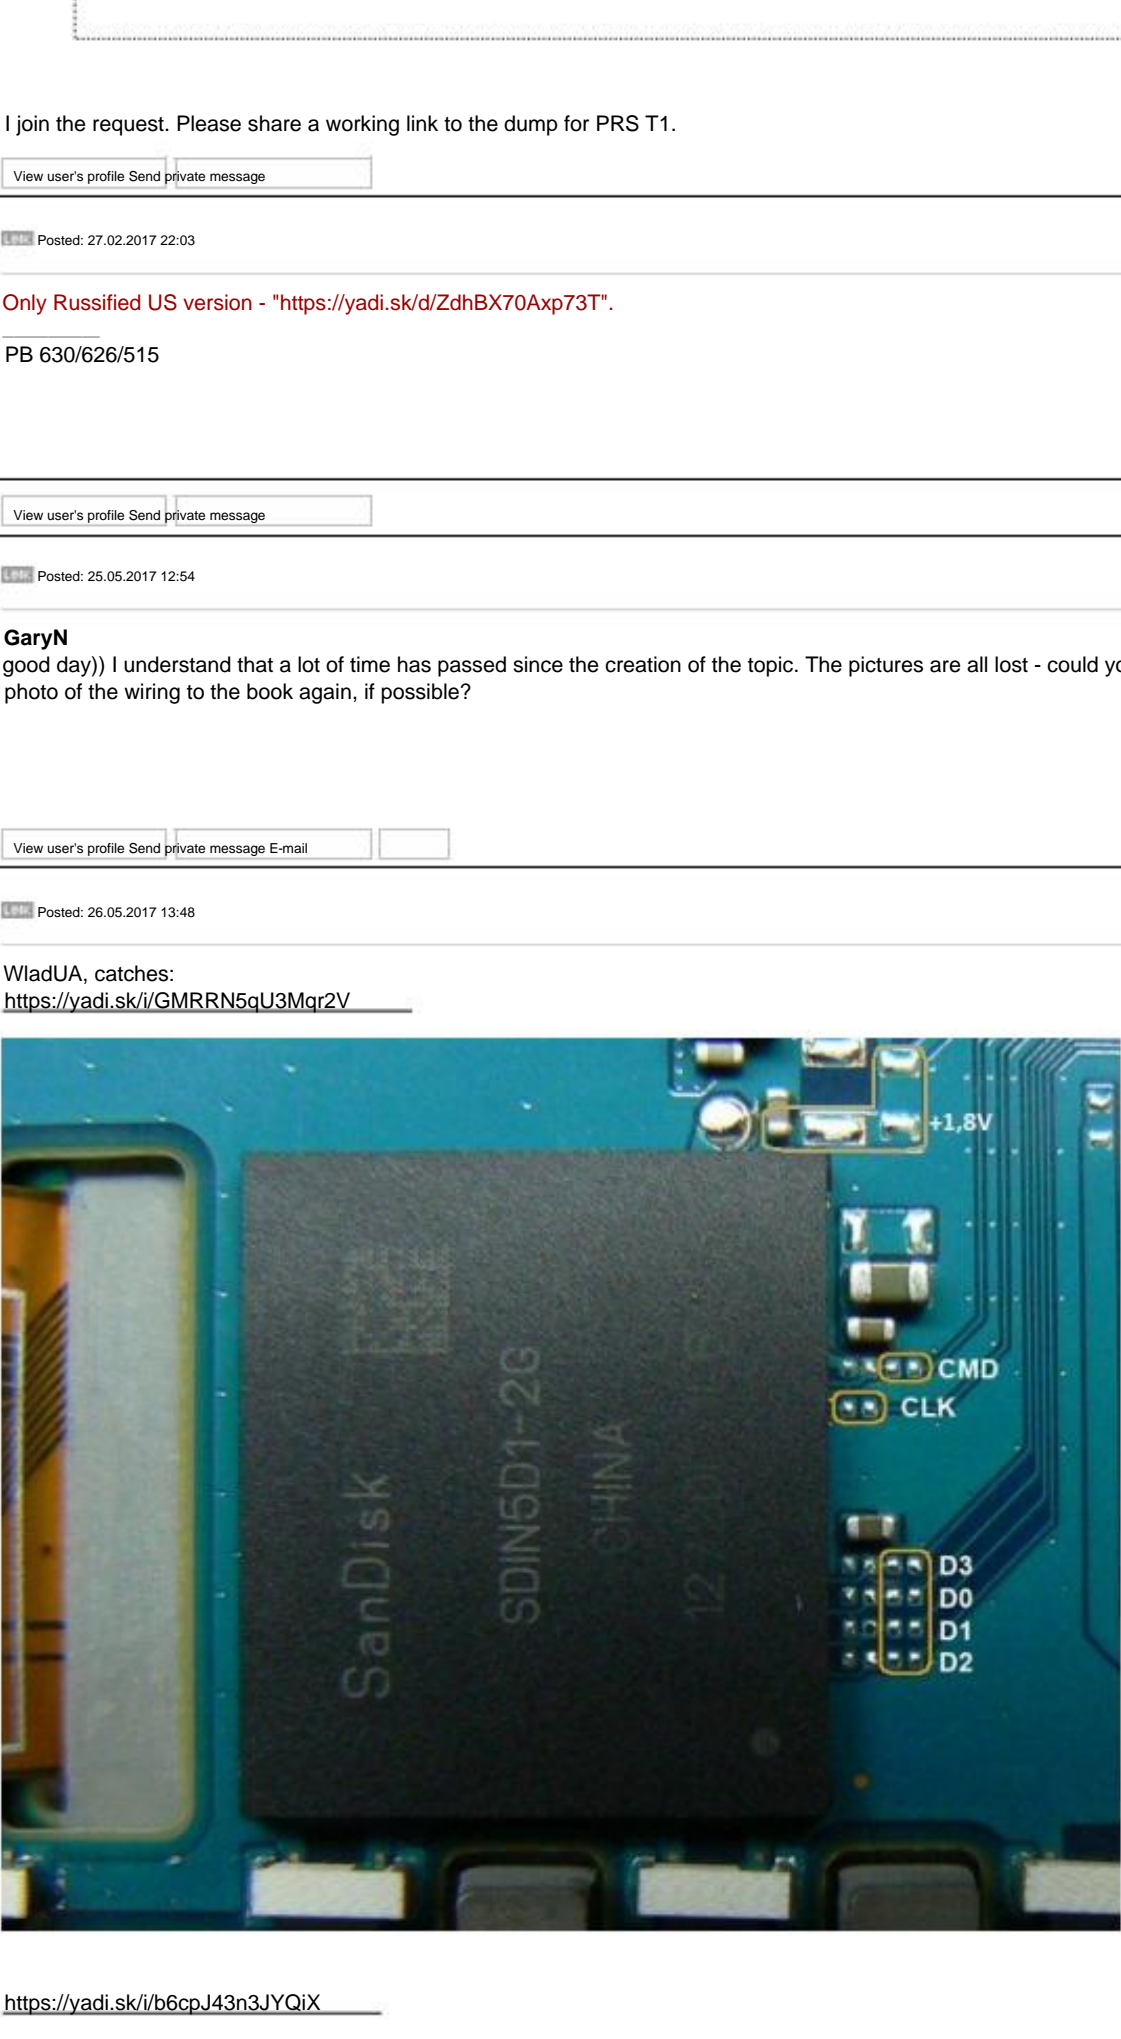 I join the request. Please share a working link to the dump for PRS T1.
View user's profile Send private message
Posted: 27.02.2017 22:03
Only Russified US version - "https://yadi.sk/d/ZdhBX70Axp73T".
PB 630/626/515
View user's profile Send private message
Posted: 25.05.2017 12:54
GaryN
good day)) I understand that a lot of time has passed since the creation of the topic. The pictures are all lost - could
photo of the wiring to the book again, if possible?
View user's profile Send private message E-mail
Posted: 26.05.2017 13:48
WladUA, catches:
https://yadi.sk/i/GMRRN5qU3Mqr2V
+1,8V
CMD
CLK
D3
D0
D1
D2
SanDisk
SDIN5D1-2G
CHINA
https://yadi.sk/i/b6cpJ43n3JYQiX